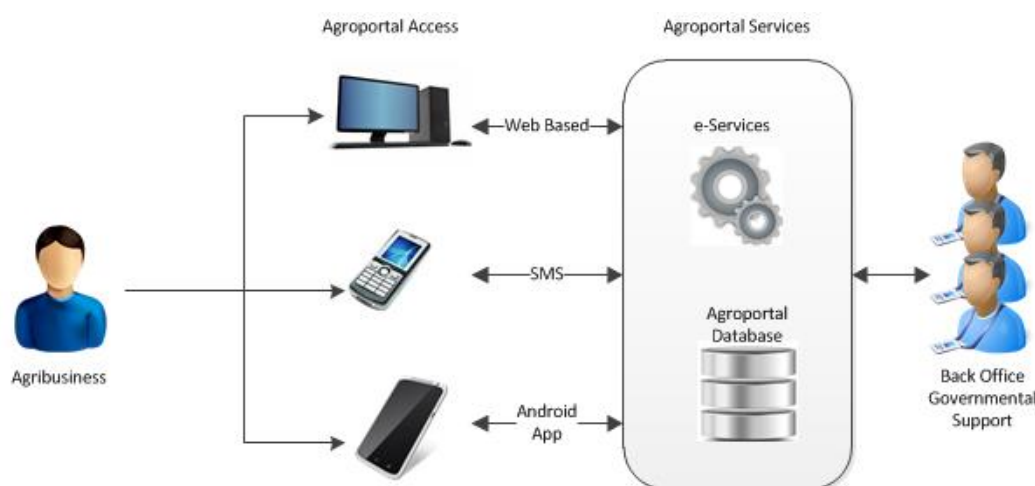 Agroportal Access
Agroportal Services
Web Based
e-Services
SMS
Agroportal
Database
Agribusiness
Android
App
Back Office
Governmental
Support